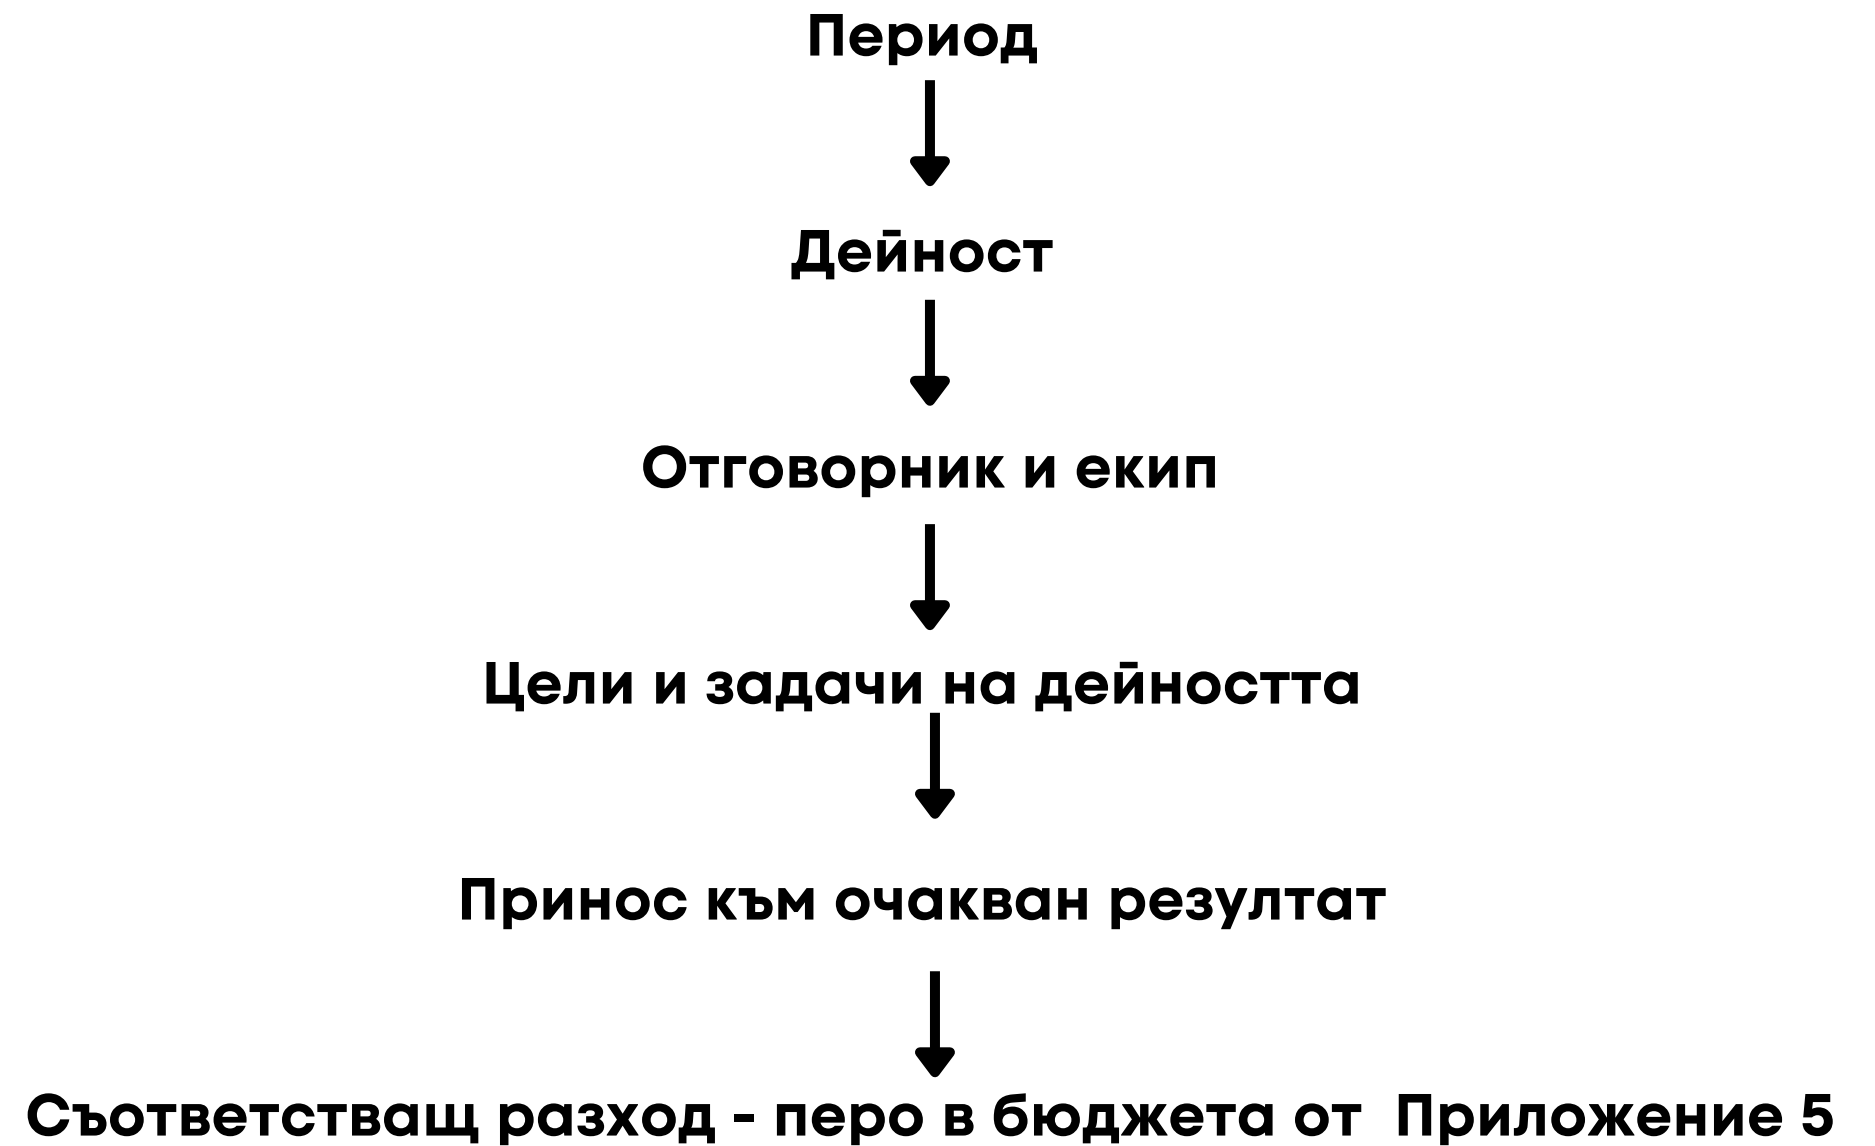 Период
Дейност
Отговорник и екип
Цели и задачи на дейността
Принос към очакван резултат
Съответстващ разход - перо в бюджета от Приложение 5